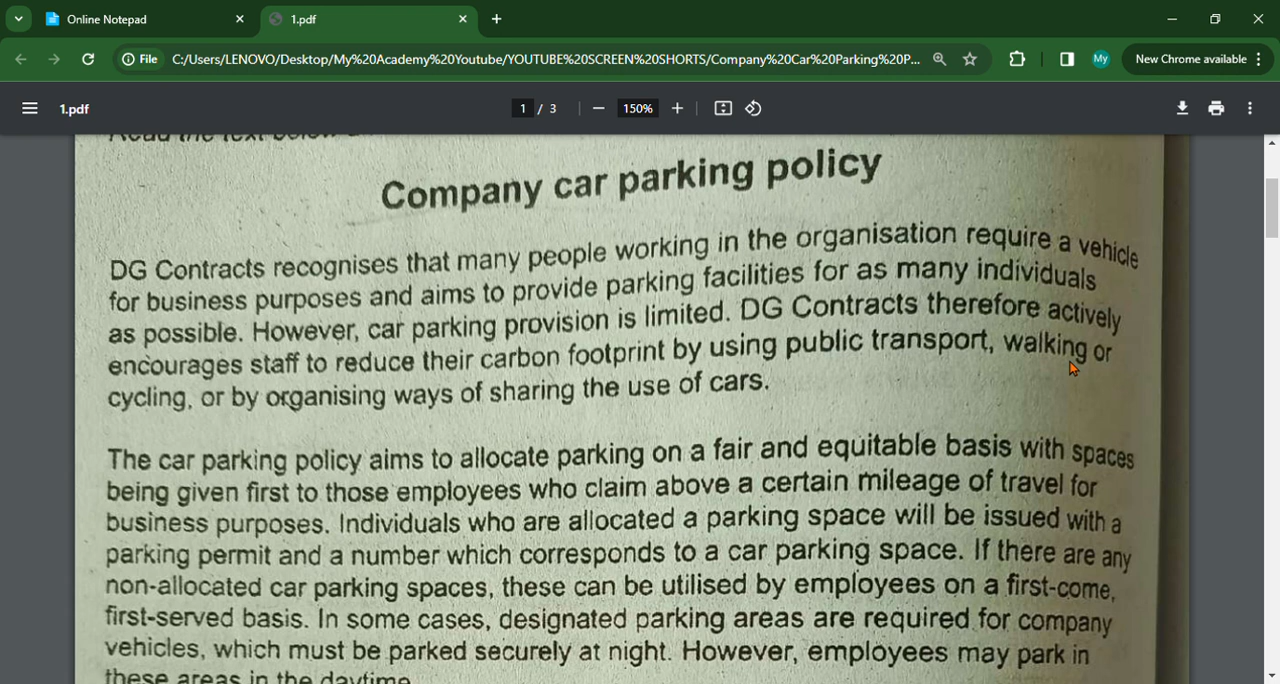 Online Notepad
1.pdf
File
C:/Users/LENOVO/Desktop/My%20Academy%20Youtube/YOUTUBE%20SCREEN%20SHORTS/Company%20Car%20Parking%20P...
My
New Chrome available
1.pdf
1 / 3
150%
Read the text below
Company car parking policy
DG Contracts recognises that many people working in the organisation require a vehicle
for business purposes and aims to provide parking facilities for as many individuals
as possible. However, car parking provision is limited. DG Contracts therefore actively
encourages staff to reduce their carbon footprint by using public transport, walking or
cycling, or by organising ways of sharing the use of cars.
The car parking policy aims to allocate parking on a fair and equitable basis with spaces
being given first to those employees who claim above a certain mileage of travel for
business purposes. Individuals who are allocated a parking space will be issued with a
parking permit and a number which corresponds to a car parking space. If there are any
non-allocated car parking spaces, these can be utilised by employees on a first-come,
first-served basis. In some cases, designated parking areas are required for company
vehicles, which must be parked securely at night. However, employees may park in
these areas in the daytime